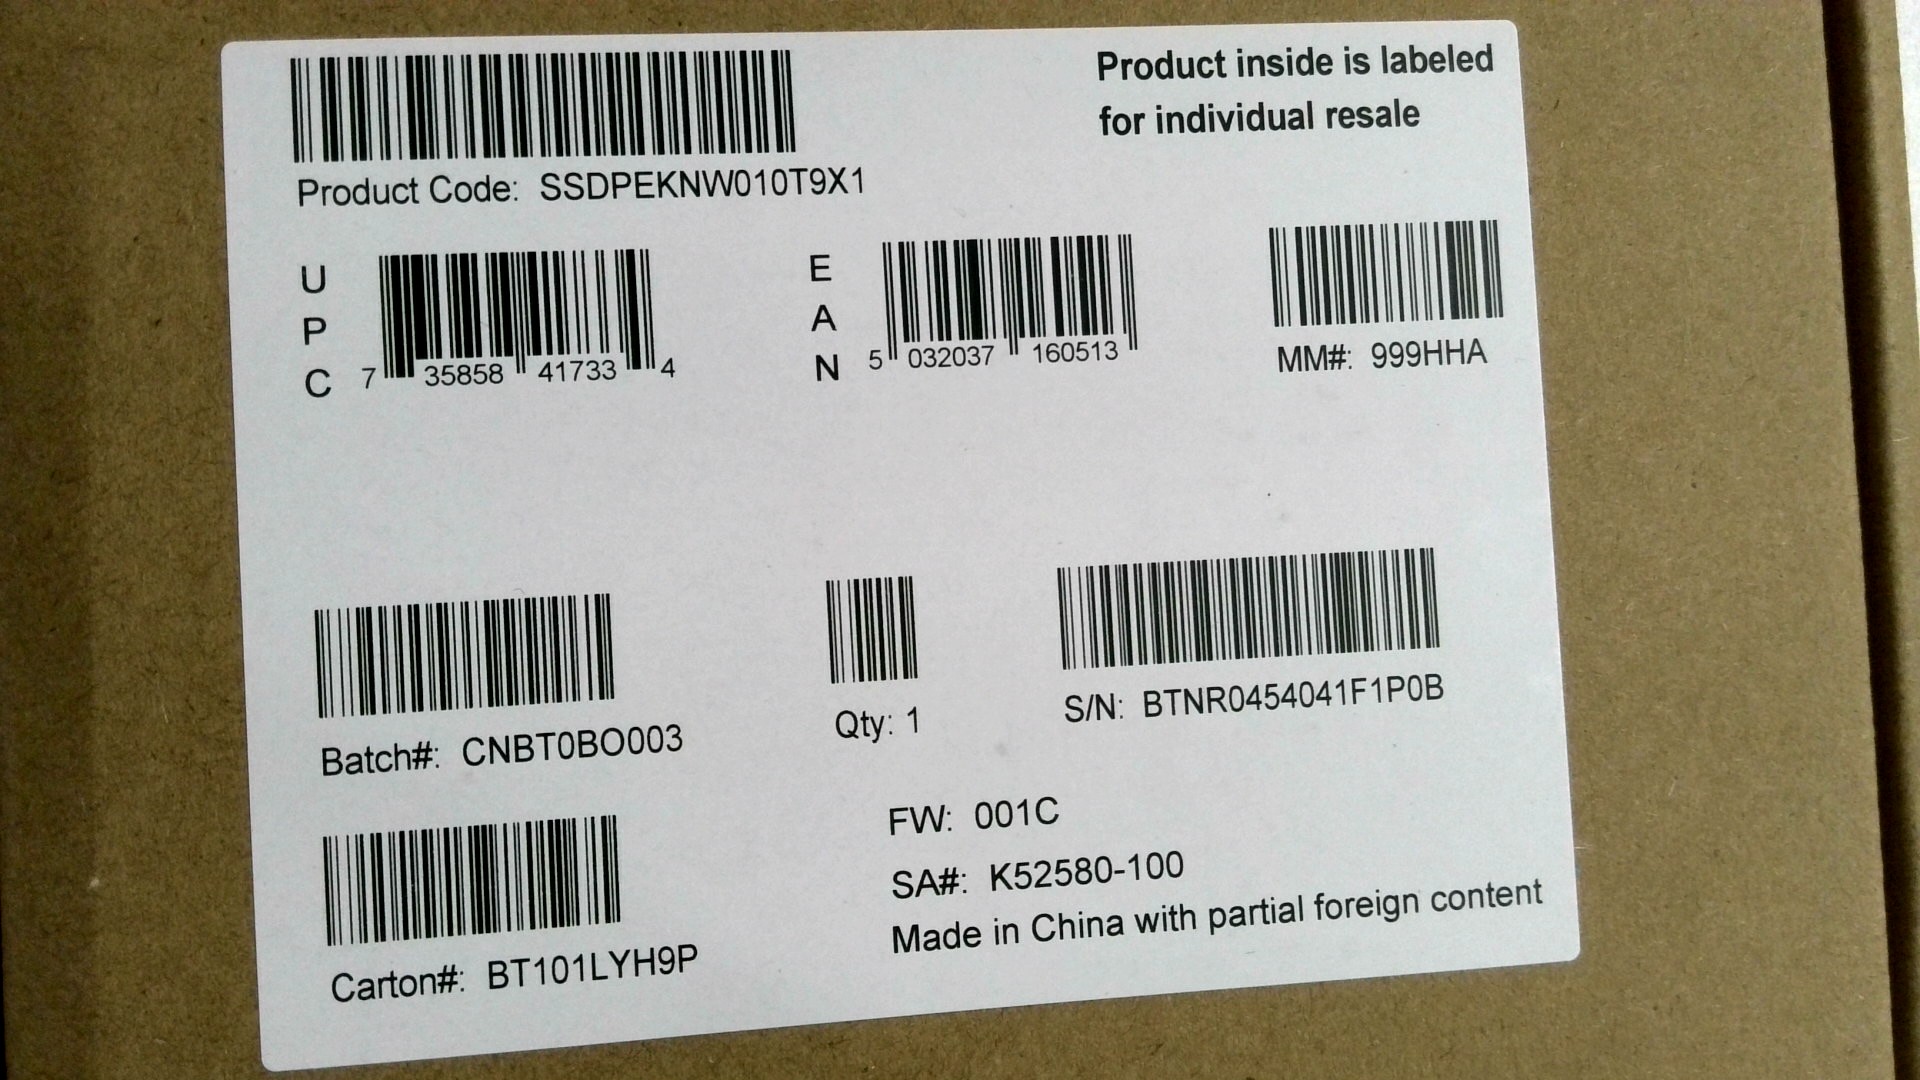 Product inside is labeled
for individual resale
Product Code: SSDPEKNW010T9X1
UPC
7 35858 41733 4
EAN
5 032037 160513
MM#: 999HHA
Batch#: CNBT0BO003
Qty: 1
S/N: BTNR0454041F1P0B
Carton#: BT101LYH9P
FW: 001C
SA#: K52580-100
Made in China with partial foreign content